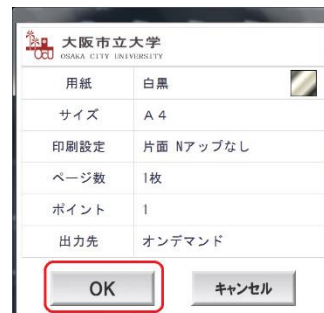 大阪市立大学
OSAKA CITY UNIVERSITY
用紙 白黒
サイズ A4
印刷設定 片面 Nアップなし
ページ数 1枚
ポイント 1
出力先 オンデマンド
OK キャンセル